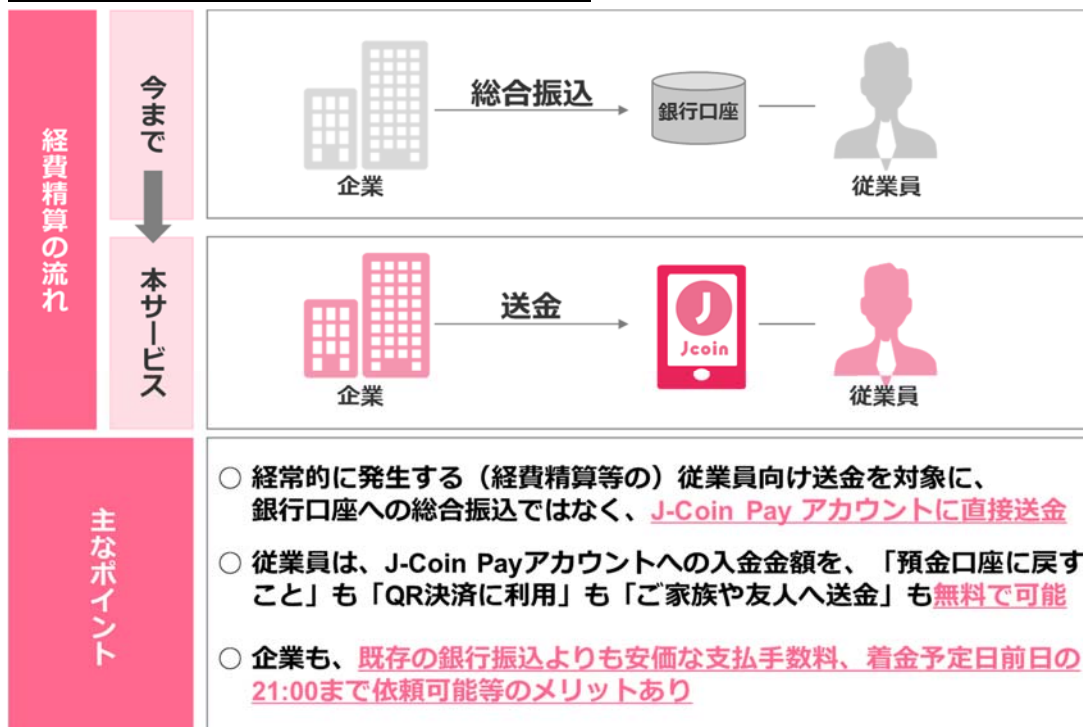 経費精算の流れ
今まで
総合振込
銀行口座
企業
従業員
本サービス
送金
J
Jcoin
企業
従業員
主なポイント
○ 経常的に発生する（経費精算等の）従業員向け送金を対象に、
銀行口座への総合振込ではなく、J-Coin Pay アカウントに直接送金
○ 従業員は、J-Coin Payアカウントへの入金金額を、「預金口座に戻す
こと」も「QR決済に利用」も「ご家族や友人へ送金」も無料で可能
○ 企業も、既存の銀行振込よりも安価な支払手数料、着金予定日前日の
21:00まで依頼可能等のメリットあり